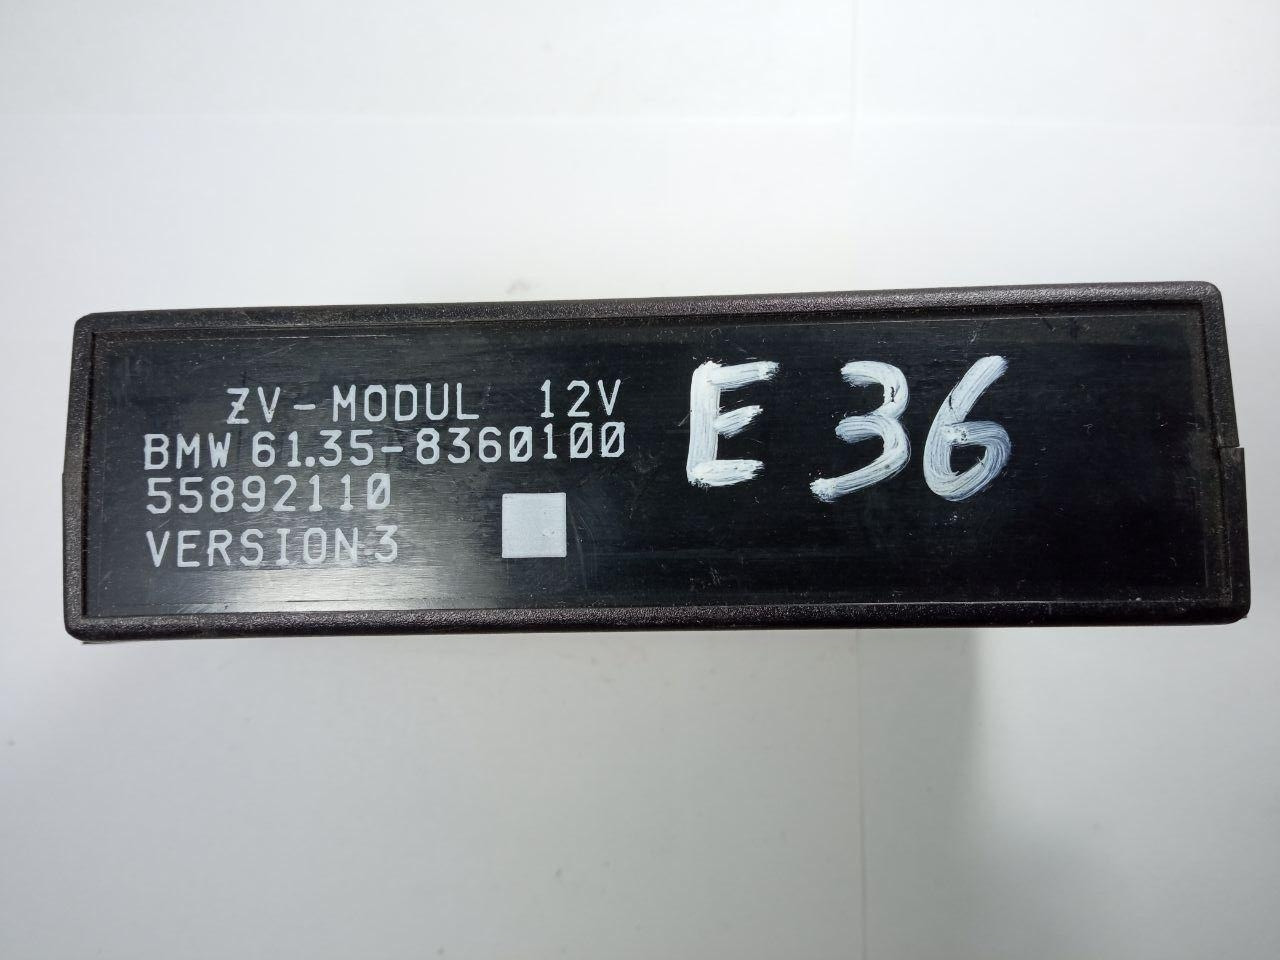 ZV-MODUL 12V
BMW 61.35-8360100
55892110
VERSION:3
E36